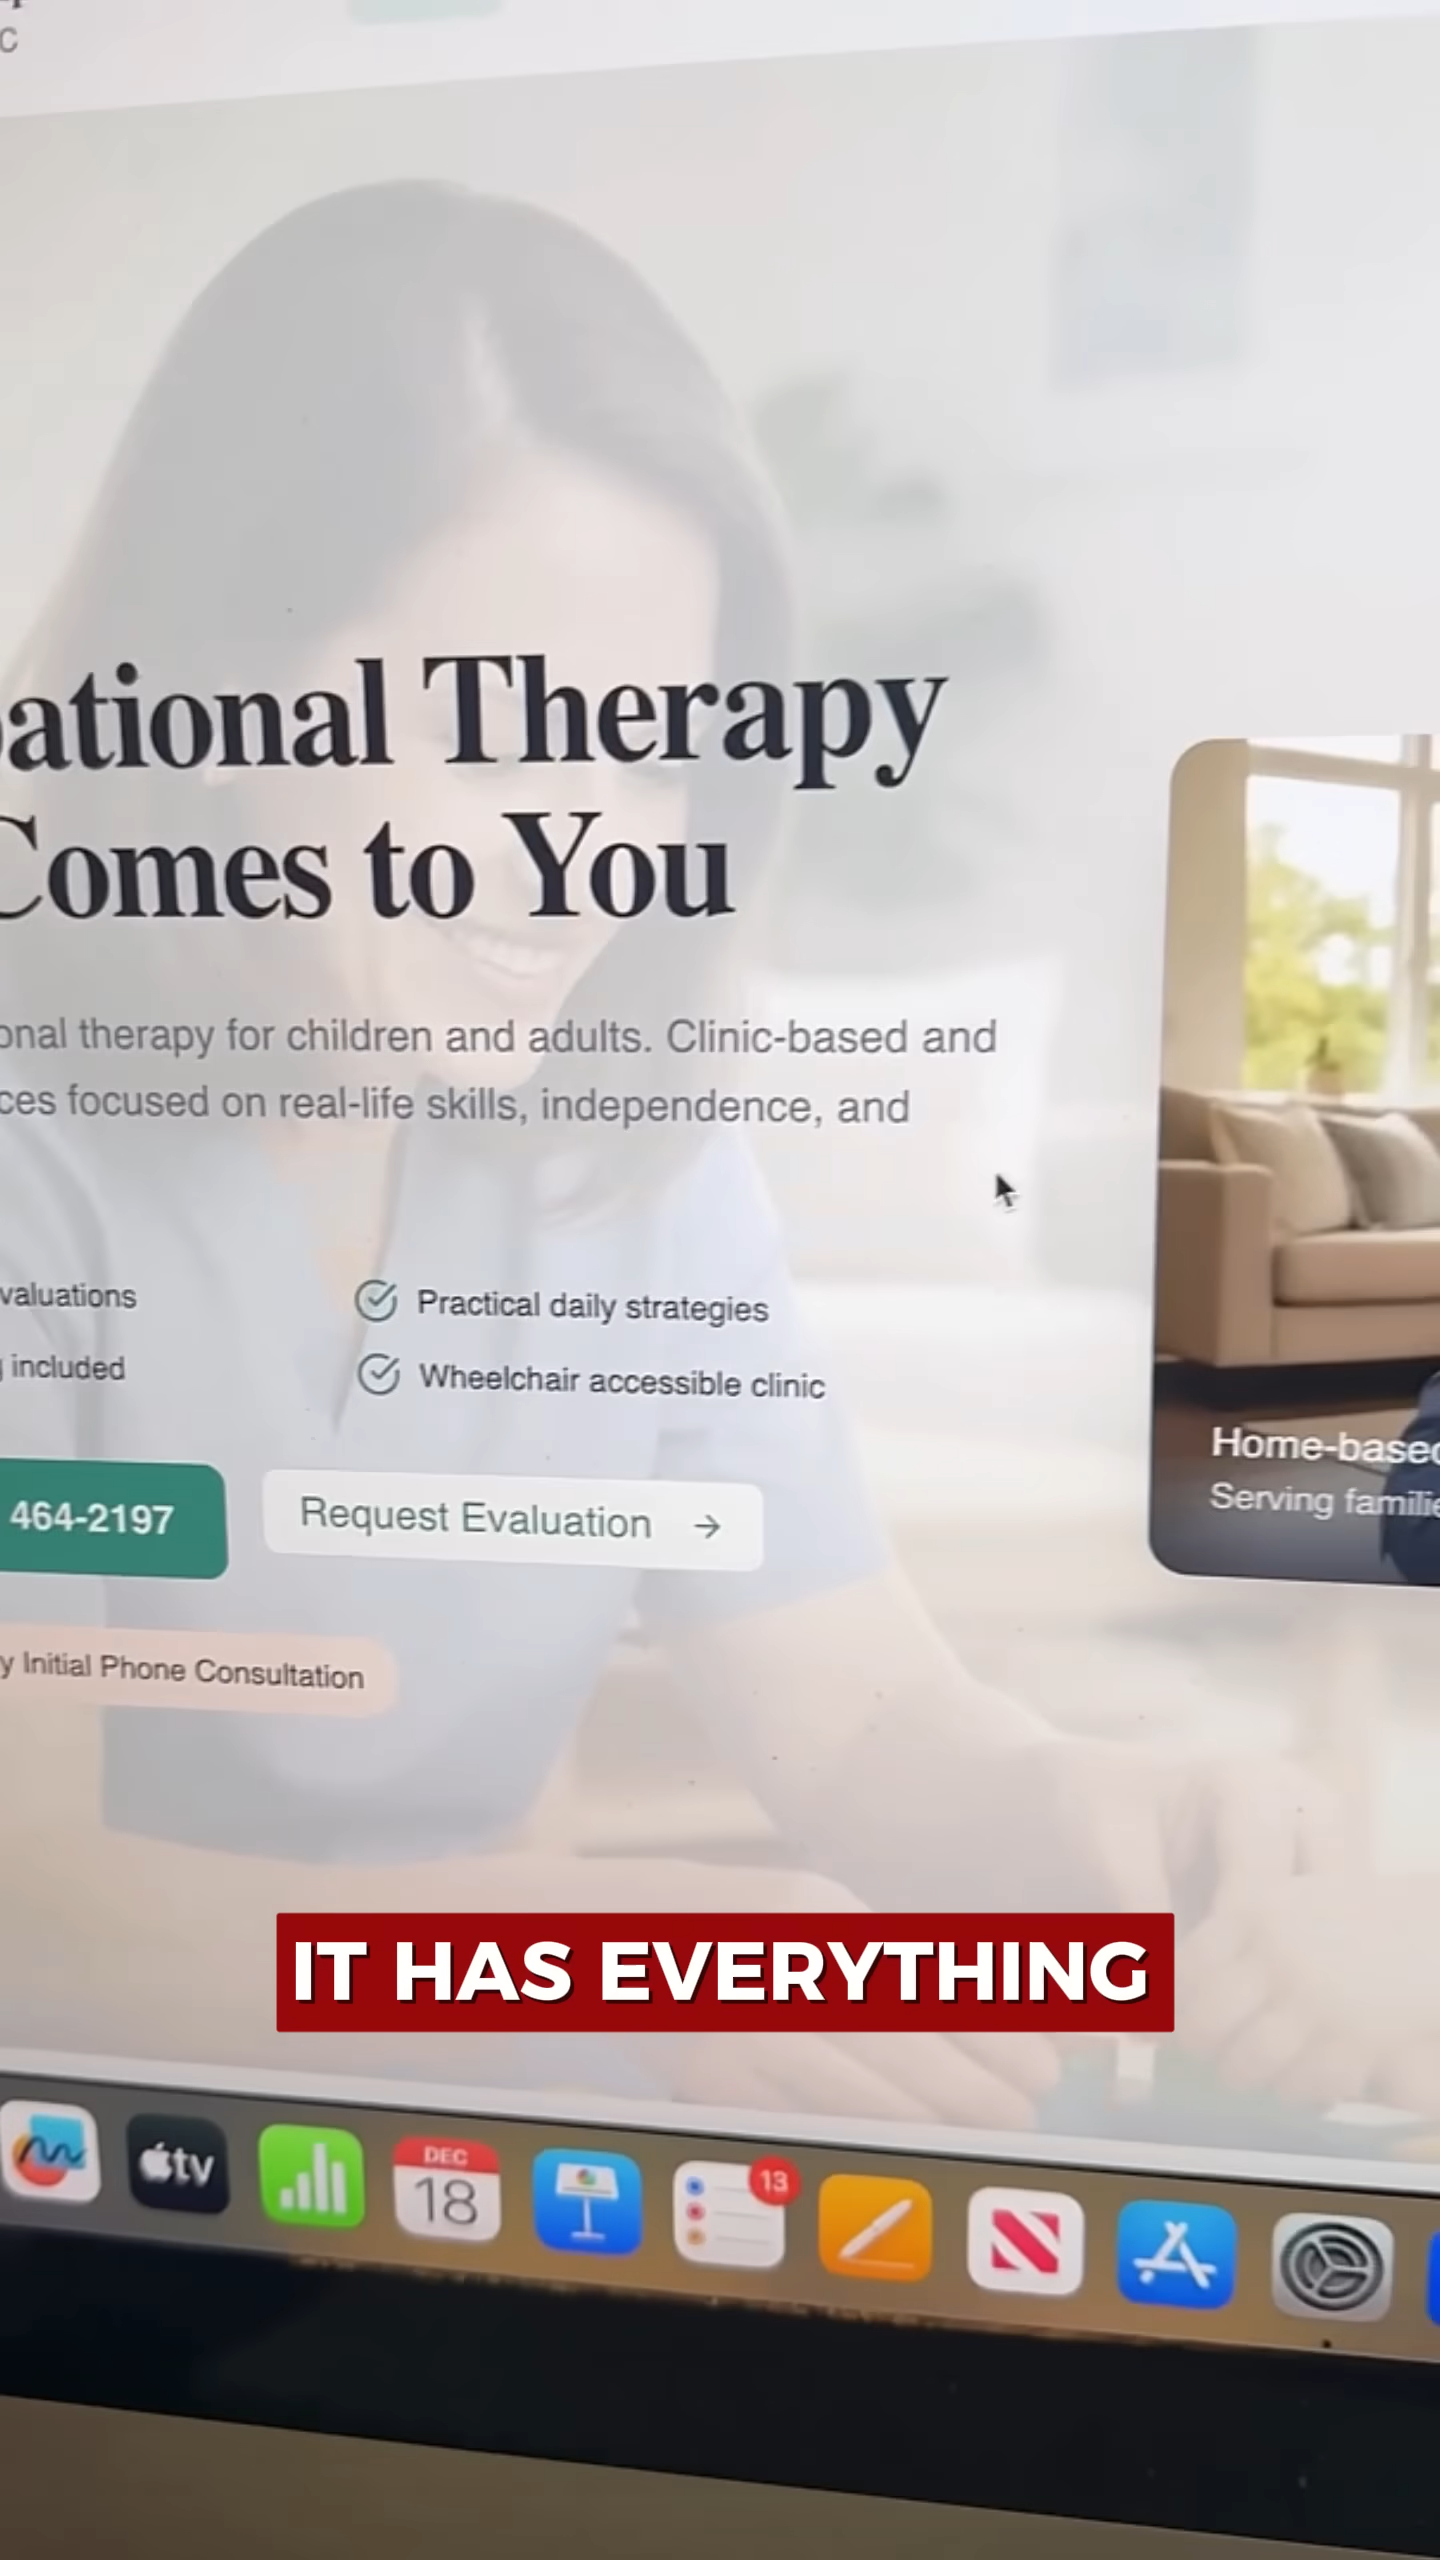 C
ational Therapy
Comes to You
onal therapy for children and adults. Clinic-based and
ces focused on real-life skills, independence, and
valuations
Practical daily strategies
included
Wheelchair accessible clinic
464-2197
Request Evaluation →
y Initial Phone Consultation
Home-based
Serving familie
IT HAS EVERYTHING
tv
DEC
18
13